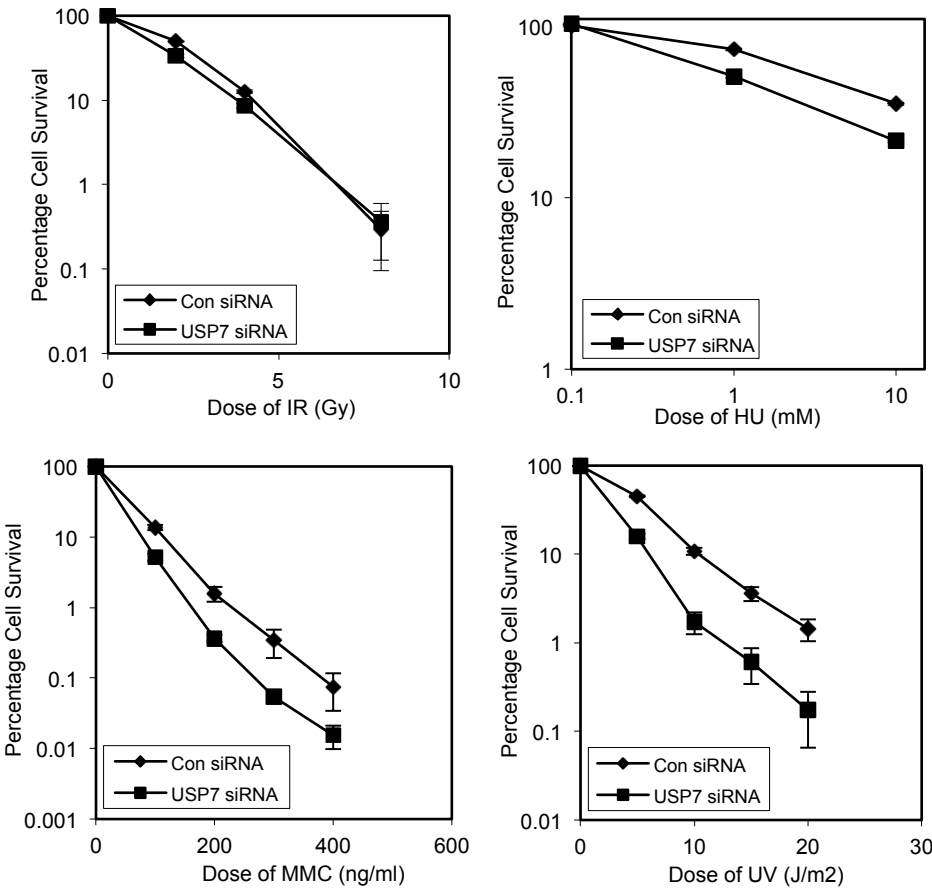 100
10
1
0.1
0.01
0
5
10
Percentage Cell Survival
Dose of IR (Gy)
Con siRNA
USP7 siRNA
100
10
1
0.1
1
10
Percentage Cell Survival
Dose of HU (mM)
Con siRNA
USP7 siRNA
100
10
1
0.1
0.01
0.001
0
200
400
600
Percentage Cell Survival
Dose of MMC (ng/ml)
Con siRNA
USP7 siRNA
100
10
1
0.1
0.01
0
10
20
30
Percentage Cell Survival
Dose of UV (J/m2)
Con siRNA
USP7 siRNA